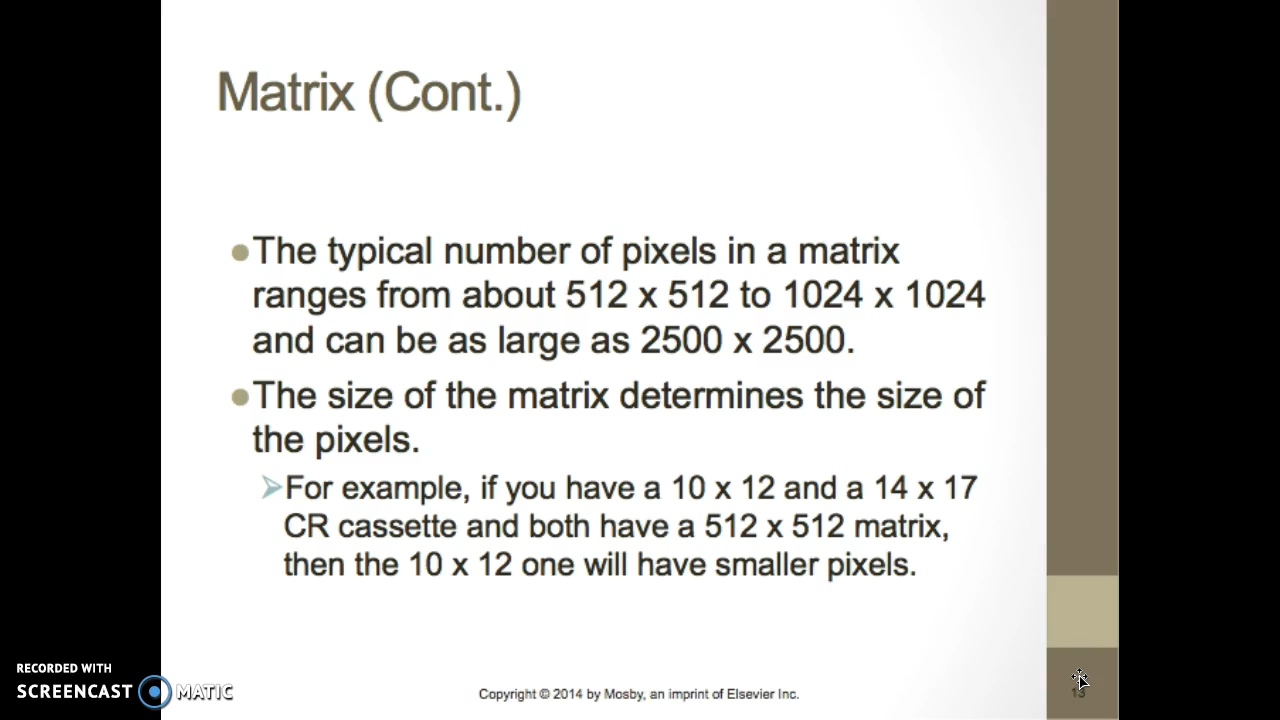 Matrix (Cont.)
The typical number of pixels in a matrix
ranges from about 512 x 512 to 1024 x 1024
and can be as large as 2500 x 2500.
The size of the matrix determines the size of
the pixels.
For example, if you have a 10 x 12 and a 14 x 17
CR cassette and both have a 512 x 512 matrix,
then the 10 x 12 one will have smaller pixels.
RECORDED WITH
SCREENCAST MATIC
Copyright © 2014 by Mosby, an imprint of Elsevier Inc.
13